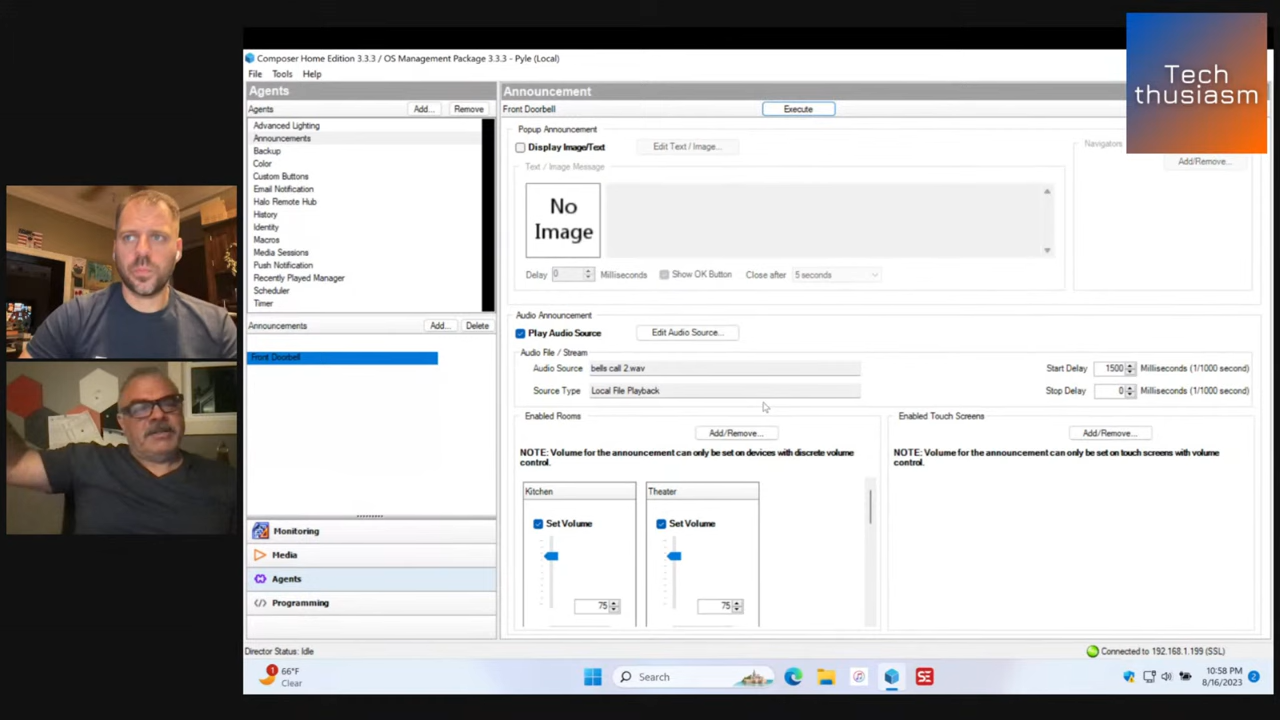 Tech
thusiasm
Composer Home Edition 3.3.3 / OS Management Package 3.3.3 - Pyle (Local)
File Tools Help
Agents
Agents Add... Remove
Advanced Lighting
Announcements
Backup
Color
Custom Buttons
Email Notification
Halo Remote Hub
History
Identity
Macros
Media Sessions
Push Notification
Recently Played Manager
Scheduler
Timer
Announcements Add... Delete
Front Doorbell
Monitoring
Media
Agents
Programming
Announcement
Front Doorbell Execute
Popup Announcement
Display Image/Text Edit Text / Image... Navigators
Add/Remove...
Text / Image Message
No
Image
Delay 0 Milliseconds Show OK Button Close after 5 seconds
Audio Announcement
Play Audio Source Edit Audio Source...
Audio File / Stream
Audio Source bells call 2.wav Start Delay 1500 Milliseconds (1/1000 second)
Source Type Local File Playback Stop Delay 0 Milliseconds (1/1000 second)
Enabled Rooms
Add/Remove...
NOTE: Volume for the announcement can only be set on devices with discrete volume
control.
Kitchen Theater
Set Volume Set Volume
75 75
Enabled Touch Screens
Add/Remove...
NOTE: Volume for the announcement can only be set on touch screens with volume
control.
Director Status: Idle Connected to 192.168.1.199 (SSL)
1 66°F
Clear
Search
SE
10:58 PM
8/16/2023
2